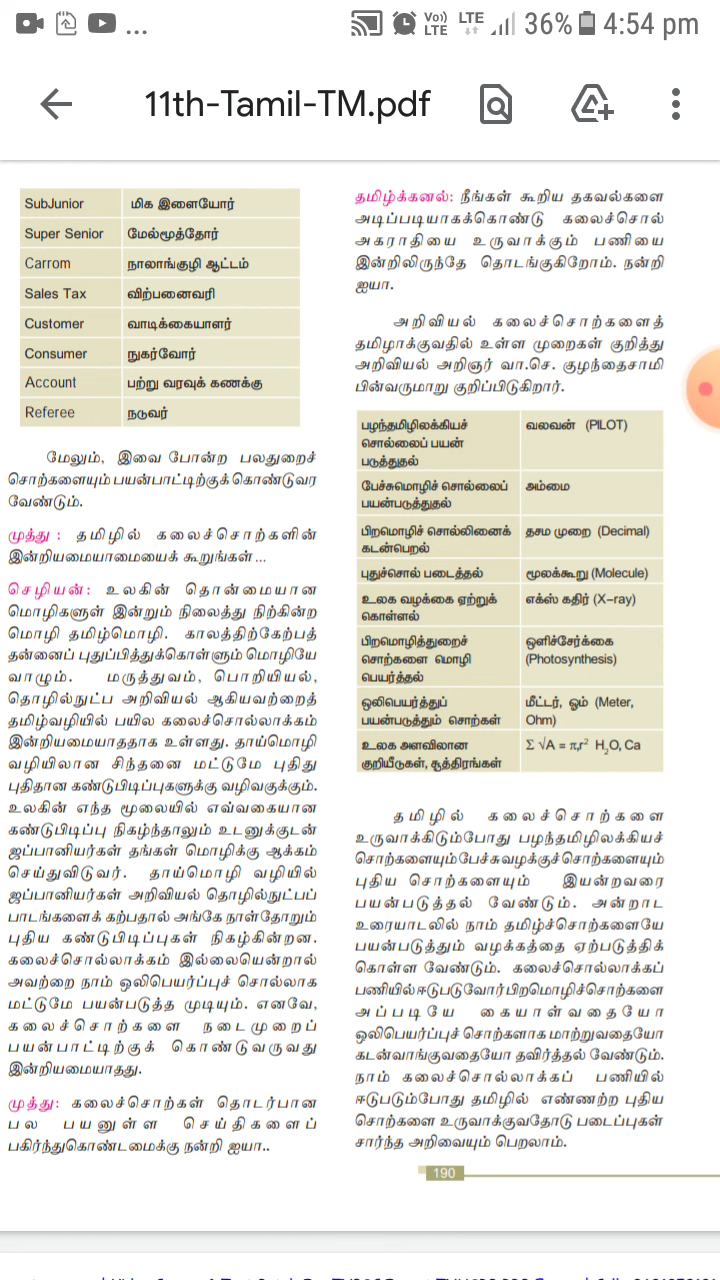 Vo)) LTE LTE 36% 4:54 pm
11th-Tamil-TM.pdf
SubJunior மிக இளையோர்
Super Senior மேல்மூத்தோர்
Carrom நாலாங்குழி ஆட்டம்
Sales Tax விற்பனைவரி
Customer வாடிக்கையாளர்
Consumer நுகர்வோர்
Account பற்று வரவுக் கணக்கு
Referee நடுவர்
மேலும், இவை போன்ற பலதுறைச்
சொற்களையும் பயன்பாட்டிற்குக் கொண்டுவர
வேண்டும்.
முத்து : தமிழில் கலைச்சொற்களின்
இன்றியமையாமையைக் கூறுங்கள் ...
செழியன்: உலகின் தொன்மையான
மொழிகளுள் இன்றும் நிலைத்து நிற்கின்ற
மொழி தமிழ்மொழி. காலத்திற்கேற்பத்
தன்னைப் புதுப்பித்துக்கொள்ளும் மொழியே
வாழும். மருத்துவம், பொறியியல்,
தொழில்நுட்ப அறிவியல் ஆகியவற்றைத்
தமிழ்வழியில் பயில கலைச்சொல்லாக்கம்
இன்றியமையாததாக உள்ளது. தாய்மொழி
வழியிலான சிந்தனை மட்டுமே புதிது
புதிதான கண்டுபிடிப்புகளுக்கு வழிவகுக்கும்.
உலகின் எந்த மூலையில் எவ்வகையான
கண்டுபிடிப்பு நிகழ்ந்தாலும் உடனுக்குடன்
ஜப்பானியர்கள் தங்கள் மொழிக்கு ஆக்கம்
செய்துவிடுவர். தாய்மொழி வழியில்
ஜப்பானியர்கள் அறிவியல் தொழில்நுட்பப்
பாடங்களைக் கற்பதால் அங்கே நாள்தோறும்
புதிய கண்டுபிடிப்புகள் நிகழ்கின்றன.
கலைச்சொல்லாக்கம் இல்லையென்றால்
அவற்றை நாம் ஒலிபெயர்ப்புச் சொல்லாக
மட்டுமே பயன்படுத்த முடியும். எனவே,
கலைச்சொற்களை நடைமுறைப்
பயன்பாட்டிற்குக் கொண்டுவருவது
இன்றியமையாதது.
முத்து: கலைச்சொற்கள் தொடர்பான
பல பயனுள்ள செய்திகளைப்
பகிர்ந்துகொண்டமைக்கு நன்றி ஐயா..
தமிழ்க்கனல்: நீங்கள் கூறிய தகவல்களை
அடிப்படியாகக்கொண்டு கலைச்சொல்
அகராதியை உருவாக்கும் பணியை
இன்றிலிருந்தே தொடங்குகிறோம். நன்றி
ஐயா.
அறிவியல் கலைச்சொற்களைத்
தமிழாக்குவதில் உள்ள முறைகள் குறித்து
அறிவியல் அறிஞர் வா.செ. குழந்தைசாமி
பின்வருமாறு குறிப்பிடுகிறார்.
பழந்தமிழிலக்கியச் வலவன் (PILOT)
சொல்லைப் பயன்
படுத்துதல்
பேச்சுமொழிச் சொல்லைப் அம்மை
பயன்படுத்துதல்
பிறமொழிச் சொல்லினைக் தசம முறை (Decimal)
கடன்பெறல்
புதுச்சொல் படைத்தல் மூலக்கூறு (Molecule)
உலக வழக்கை ஏற்றுக் எக்ஸ் கதிர் (X–ray)
கொள்ளல்
பிறமொழித்துறைச் ஒளிச்சேர்க்கை
சொற்களை மொழி (Photosynthesis)
பெயர்த்தல்
ஒலிபெயர்த்துப் மீட்டர், ஓம் (Meter,
பயன்படுத்தும் சொற்கள் Ohm)
உலக அளவிலான Σ √A = πr² H₂O, Ca
குறியீடுகள், சூத்திரங்கள்
தமிழில் கலைச்சொற்களை
உருவாக்கிடும்போது பழந்தமிழிலக்கியச்
சொற்களையும் பேச்சுவழக்குச் சொற்களையும்
புதிய சொற்களையும் இயன்றவரை
பயன்படுத்தல் வேண்டும். அன்றாட
உரையாடலில் நாம் தமிழ்ச்சொற்களையே
பயன்படுத்தும் வழக்கத்தை ஏற்படுத்திக்
கொள்ள வேண்டும். கலைச்சொல்லாக்கப்
பணியில் ஈடுபடுவோர் பிறமொழிச்சொற்களை
அப்படியே கையாள்வதையோ
ஒலிபெயர்ப்புச் சொற்களாக மாற்றுவதையோ
கடன்வாங்குவதையோ தவிர்த்தல் வேண்டும்.
நாம் கலைச்சொல்லாக்கப் பணியில்
ஈடுபடும்போது தமிழில் எண்ணற்ற புதிய
சொற்களை உருவாக்குவதோடு படைப்புகள்
சார்ந்த அறிவையும் பெறலாம்.
190